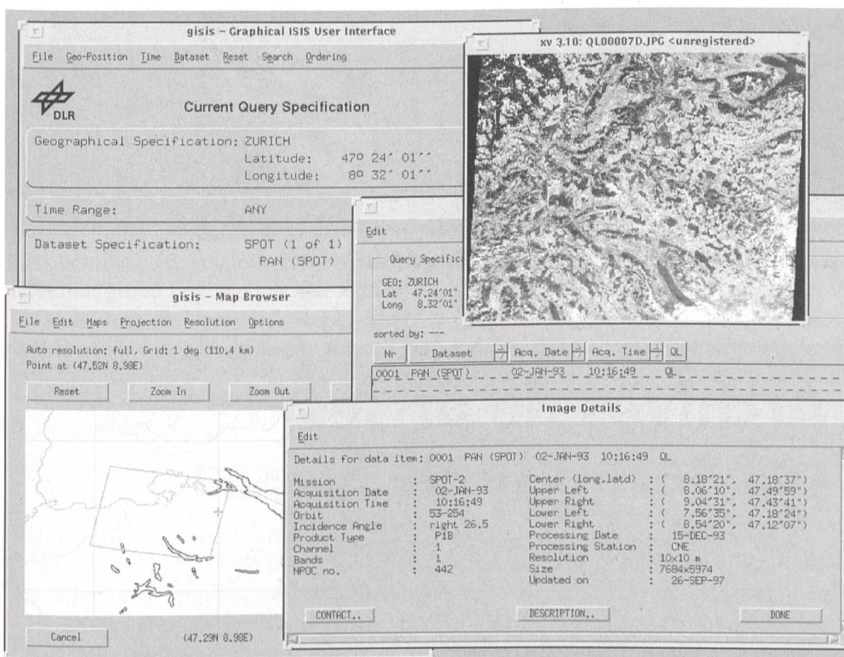 gisis - Graphical ISIS User Interface
File Geo-Position Time Dataset Reset Search Ordering
DLR
Current Query Specification
Geographical Specification: ZURICH
Latitude: 47º 24´ 01´´
Longitude: 8º 32´ 01´´
Time Range: ANY
Dataset Specification: SPOT (1 of 1)
PAN (SPOT)
xv 3.10: QL00007D.JPG <unregistered>
Edit
Query Specific
GEO: ZURICH
Lat 47.24'01"
Long 8.32'01"
sorted by: ---
Nr Dataset Acq. Date Acq. Time QL
0001 PAN (SPOT) 02-JAN-93 10:16:49 QL
gisis - Map Browser
File Edit Maps Projection Resolution Options
Auto resolution: full, Grid: 1 deg (110.4 km)
Point at (47.52N 8.98E)
Reset Zoom In Zoom Out
Cancel (47.29N 8.98E)
Image Details
Edit
Details for data item: 0001 PAN (SPOT) 02-JAN-93 10:16:49 QL
Mission : SPOT-2
Acquisition Date : 02-JAN-93
Acquisition Time : 10:16:49
Orbit : 53-254
Incidence Angle : right 26.5
Product Type : P1B
Channel : 1
Bands : 1
NPOC no. : 442
Center (long,latd) : ( 8.18'21", 47.18'37")
Upper Left : ( 8.06'10", 47.49'59")
Upper Right : ( 9.04'31", 47.43'41")
Lower Left : ( 7.56'35", 47.18'24")
Lower Right : ( 8.54'20", 47.12'07")
Processing Date : 15-DEC-93
Processing Station : CNE
Resolution : 10x10 m
Size : 7684x5974
Updated on : 26-SEP-97
CONTACT.. DESCRIPTION.. DONE